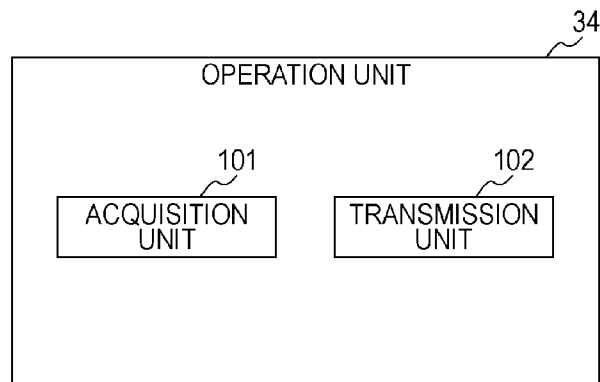 34
OPERATION UNIT
101
102
ACQUISITION
UNIT
TRANSMISSION
UNIT